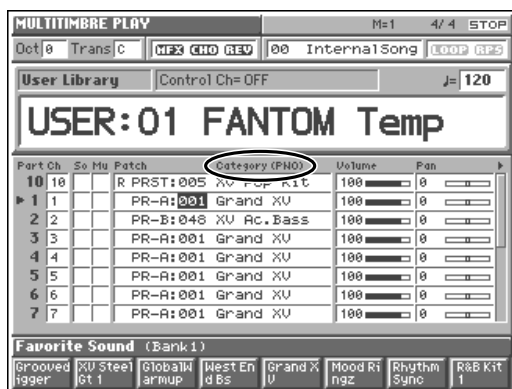 MULTITIMBRE PLAY M=1 4/ 4 STOP
Oct 0 Trans C MFX CHO REV 00 InternalSong LOOP RPS
User Library Control Ch= OFF ♩= 120
USER:01 FANTOM Temp
Part Ch So Mu Patch Category (PNO) Volume Pan
10 10 R PRST:005 XV Pop Kit 100 0
1 1 PR-A:001 Grand XV 100 0
2 2 PR-B:048 XV Ac.Bass 100 0
3 3 PR-A:001 Grand XV 100 0
4 4 PR-A:001 Grand XV 100 0
5 5 PR-A:001 Grand XV 100 0
6 6 PR-A:001 Grand XV 100 0
7 7 PR-A:001 Grand XV 100 0
Favorite Sound (Bank1)
Grooved XV Steel GlobalW West En Grand X Mood Ri Rhythm R&B Kit
igger Gt 1 armup d Bs V ngz Sync 1